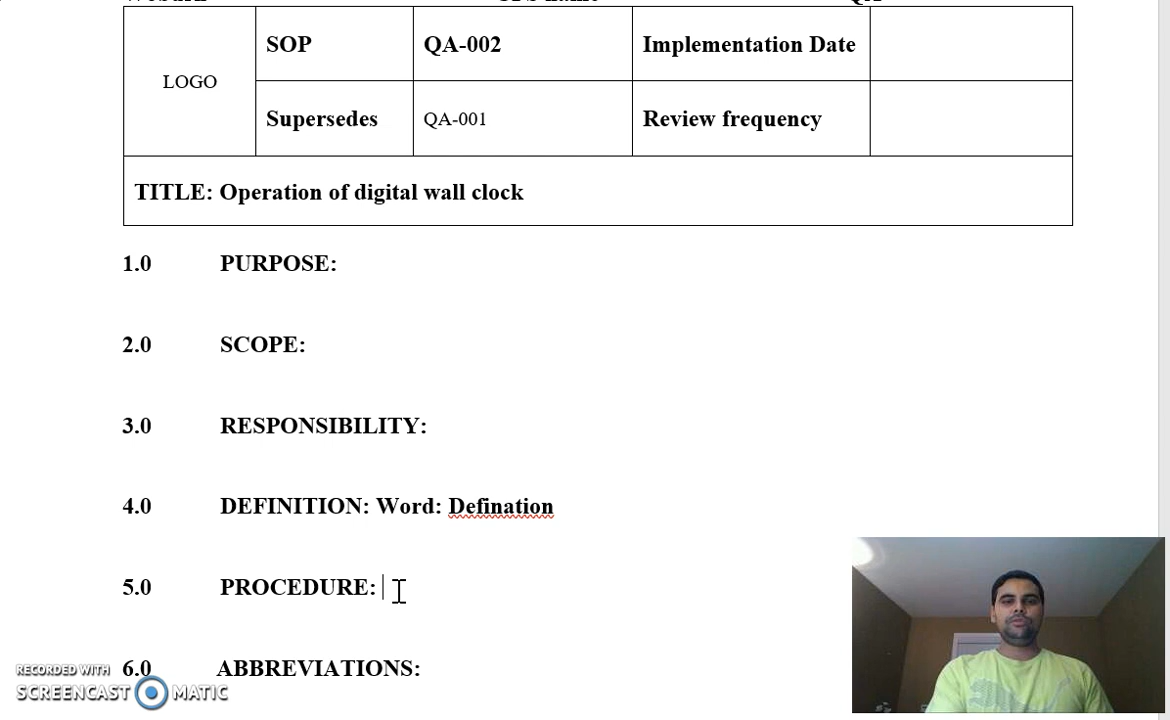 LOGO
SOP
QA-002
Implementation Date
Supersedes
QA-001
Review frequency
TITLE: Operation of digital wall clock
1.0 PURPOSE:
2.0 SCOPE:
3.0 RESPONSIBILITY:
4.0 DEFINITION: Word: Defination
5.0 PROCEDURE:
6.0 ABBREVIATIONS:
RECORDED WITH
SCREENCAST MATIC